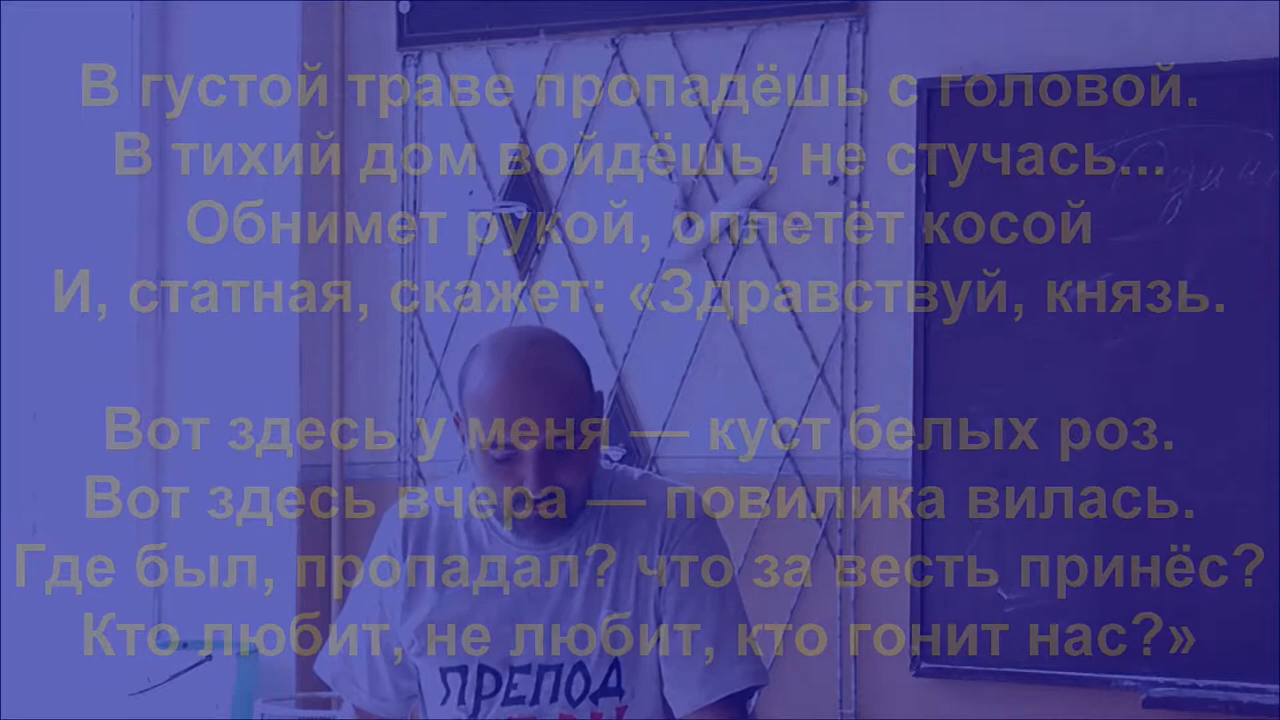 В густой траве пропадёшь с головой.
В тихий дом войдёшь, не стучась...
Обнимет рукой, оплетёт косой
И, статная, скажет: «Здравствуй, князь.
Вот здесь у меня — куст белых роз.
Вот здесь вчера — повилика вилась.
Где был, пропадал? что за весть принёс?
Кто любит, не любит, кто гонит нас?»
ПРЕПОД